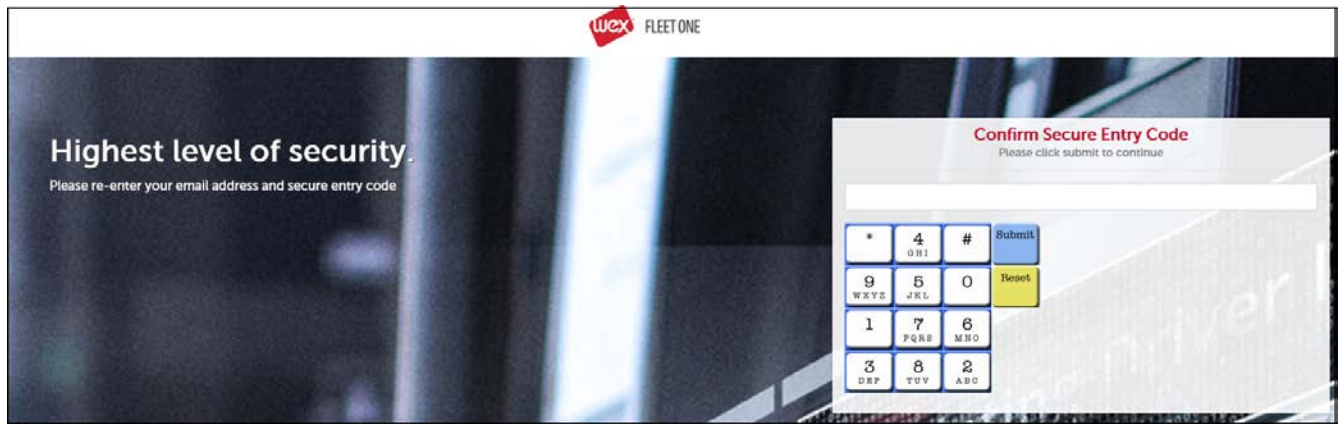 wex FLEET ONE
Highest level of security.
Please re-enter your email address and secure entry code
Confirm Secure Entry Code
Please click submit to continue
* 4 GHI # Submit
9 WXYZ 5 JKL 0 Reset
1 7 PQRS 6 MNO
3 DEF 8 TUV 2 ABC
Driver